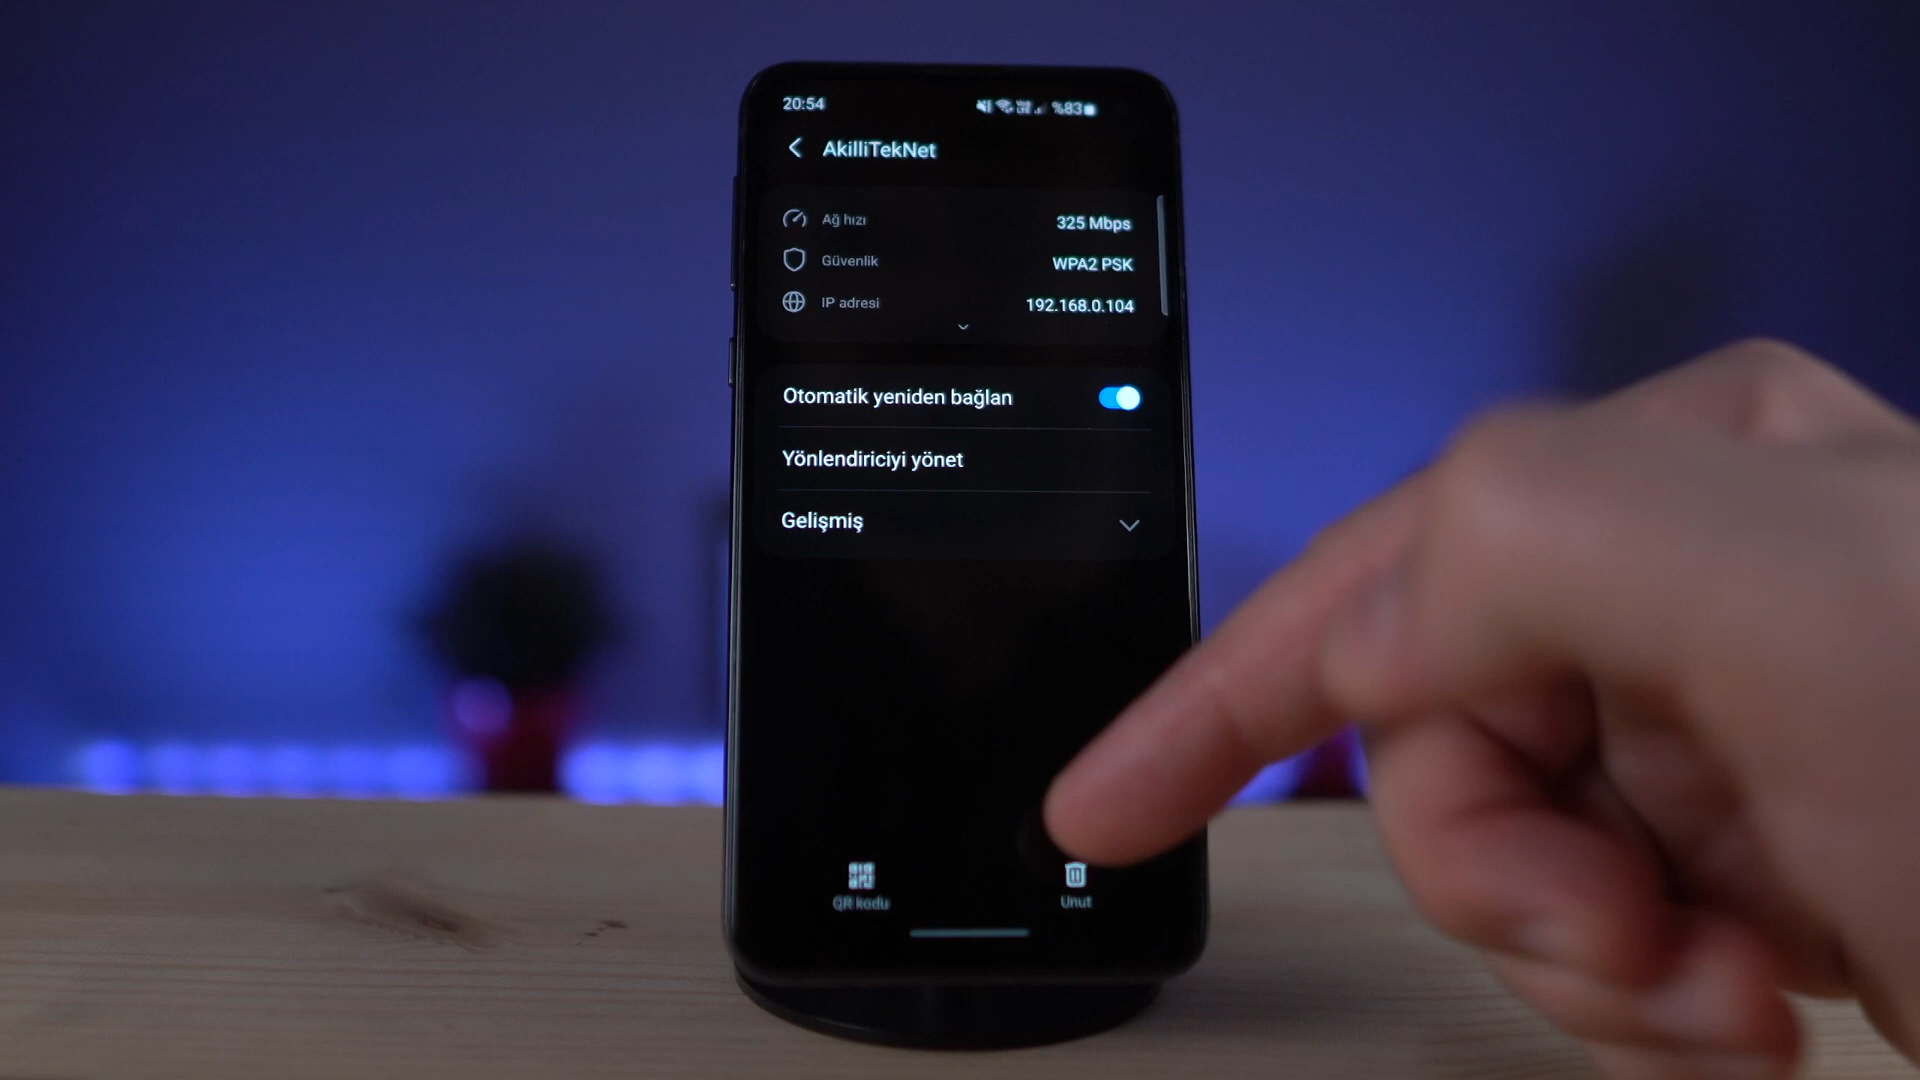 20:54 %83
AkilliTekNet
Ağ hızı 325 Mbps
Güvenlik WPA2 PSK
IP adresi 192.168.0.104
Otomatik yeniden bağlan
Yönlendiriciyi yönet
Gelişmiş
QR kodu Unut